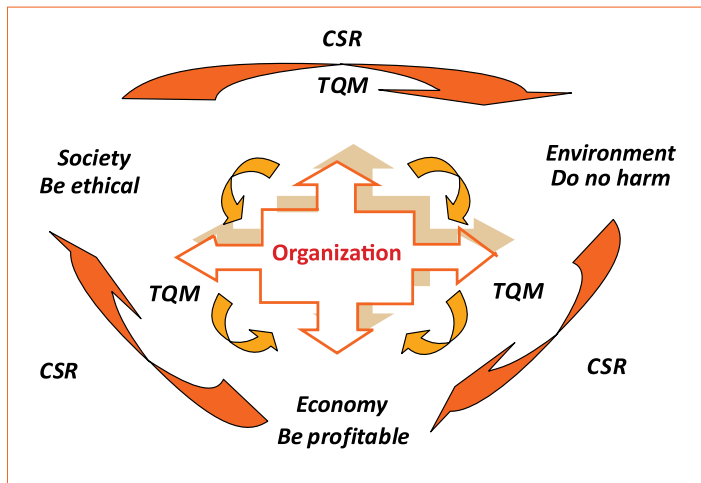 CSR
TQM
Society
Be ethical
Environment
Do no harm
Organization
TQM
TQM
CSR
CSR
Economy
Be profitable